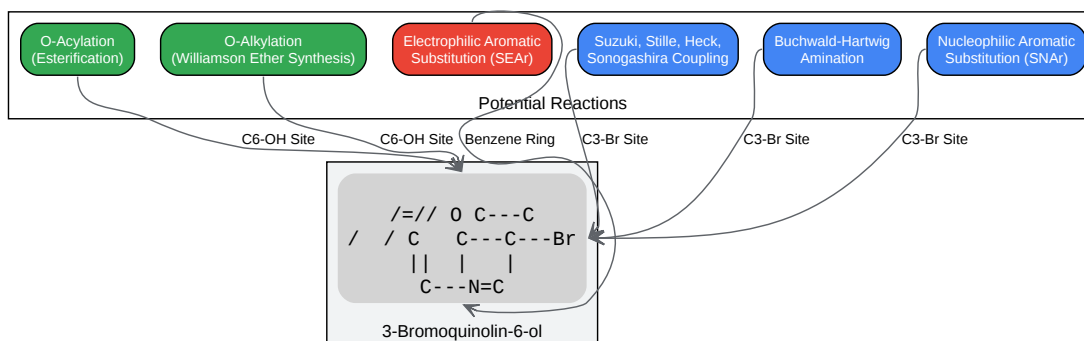 O-Acylation
(Esterification)
O-Alkylation
(Williamson Ether Synthesis)
Electrophilic Aromatic
Substitution (SEAr)
Suzuki, Stille, Heck,
Sonogashira Coupling
Buchwald-Hartwig
Amination
Nucleophilic Aromatic
Substitution (SNAr)
Potential Reactions
C6-OH Site
C6-OH Site
Benzene Ring
C3-Br Site
C3-Br Site
C3-Br Site
/=// O C---C
/  / C   C---C---Br
||  |   |
C---N=C
3-Bromoquinolin-6-ol